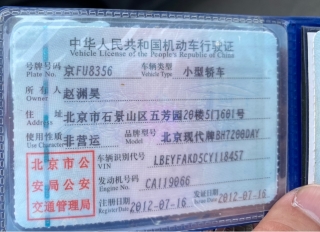 中华人民共和国机动车行驶证
Vehicle License of the People's Republic of China
号牌号码 Plate No. 京FU8356 车辆类型 Vehicle Type 小型轿车
所有人 Owner 赵渊昊
住址 北京市石景山区五芳园20楼5门601号
使用性质 Use Character 非营运 品牌型号 Model 北京现代牌BH7200DAY
北京市公安局公安交通管理局
车辆识别代号 VIN LBEYFAKD5CY118457
发动机号码 Engine No. CA119066
注册日期 Register Date 2012-07-16 发证日期 2012-07-16